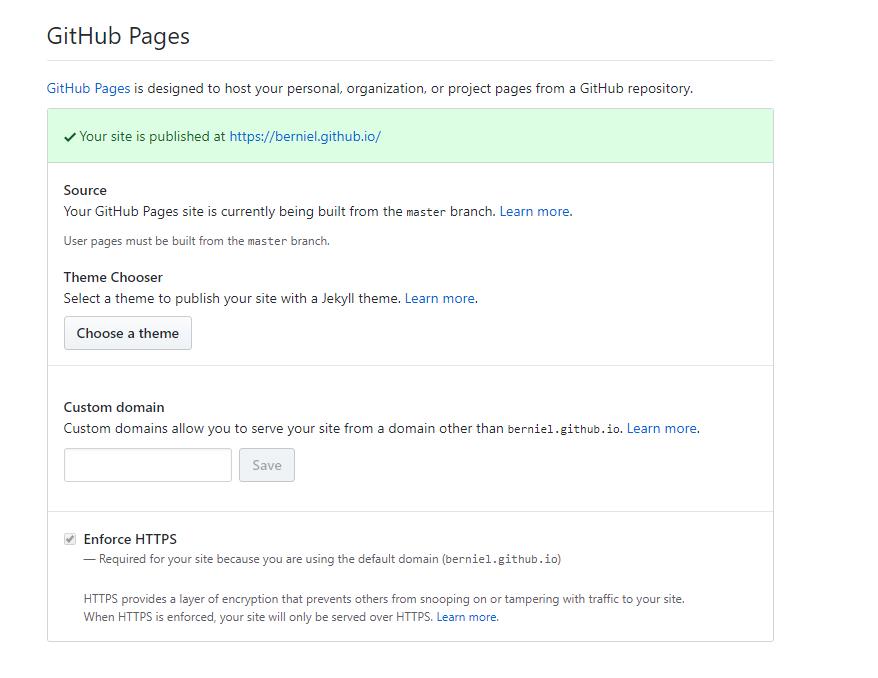 GitHub Pages
GitHub Pages is designed to host your personal, organization, or project pages from a GitHub repository.
Your site is published at https://berniel.github.io/
Source
Your GitHub Pages site is currently being built from the master branch. Learn more.
User pages must be built from the master branch.
Theme Chooser
Select a theme to publish your site with a Jekyll theme. Learn more.
Choose a theme
Custom domain
Custom domains allow you to serve your site from a domain other than berniel.github.io. Learn more.
Save
Enforce HTTPS
— Required for your site because you are using the default domain (berniel.github.io)
HTTPS provides a layer of encryption that prevents others from snooping on or tampering with traffic to your site.
When HTTPS is enforced, your site will only be served over HTTPS. Learn more.